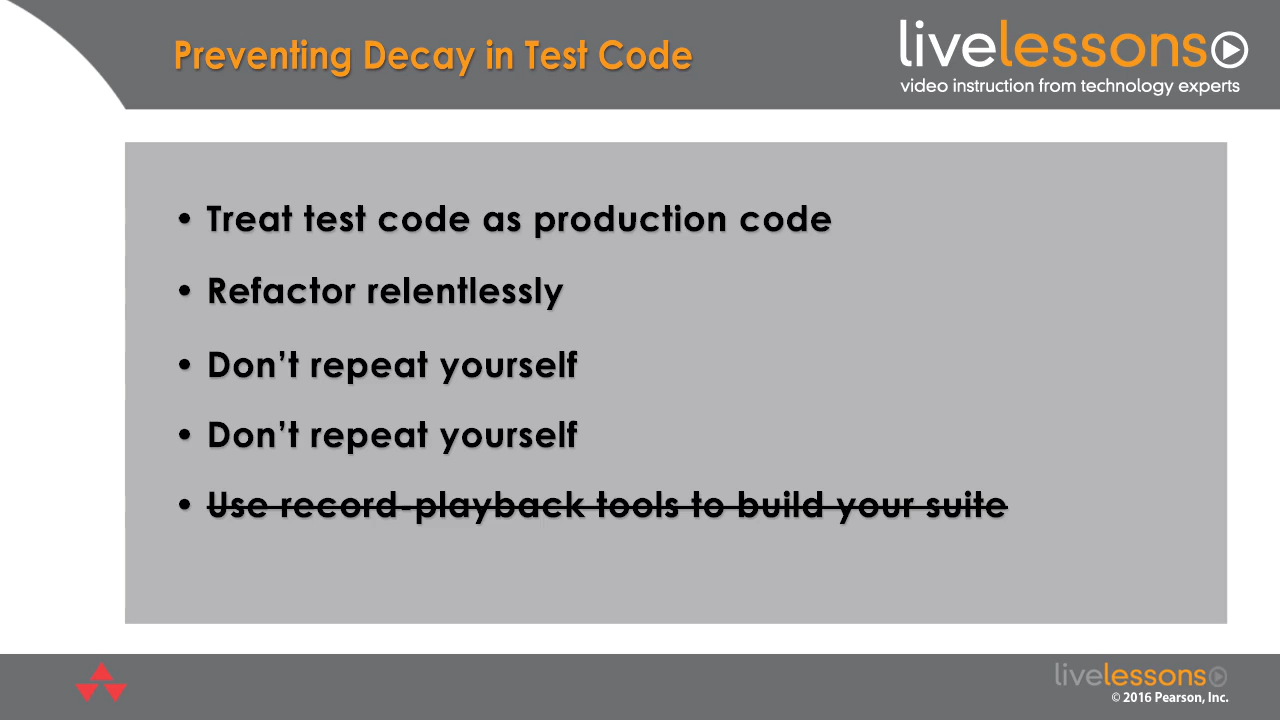 Preventing Decay in Test Code
livelessons
video instruction from technology experts
• Treat test code as production code
• Refactor relentlessly
• Don’t repeat yourself
• Don’t repeat yourself
• Use record-playback tools to build your suite
livelessons
© 2016 Pearson, Inc.